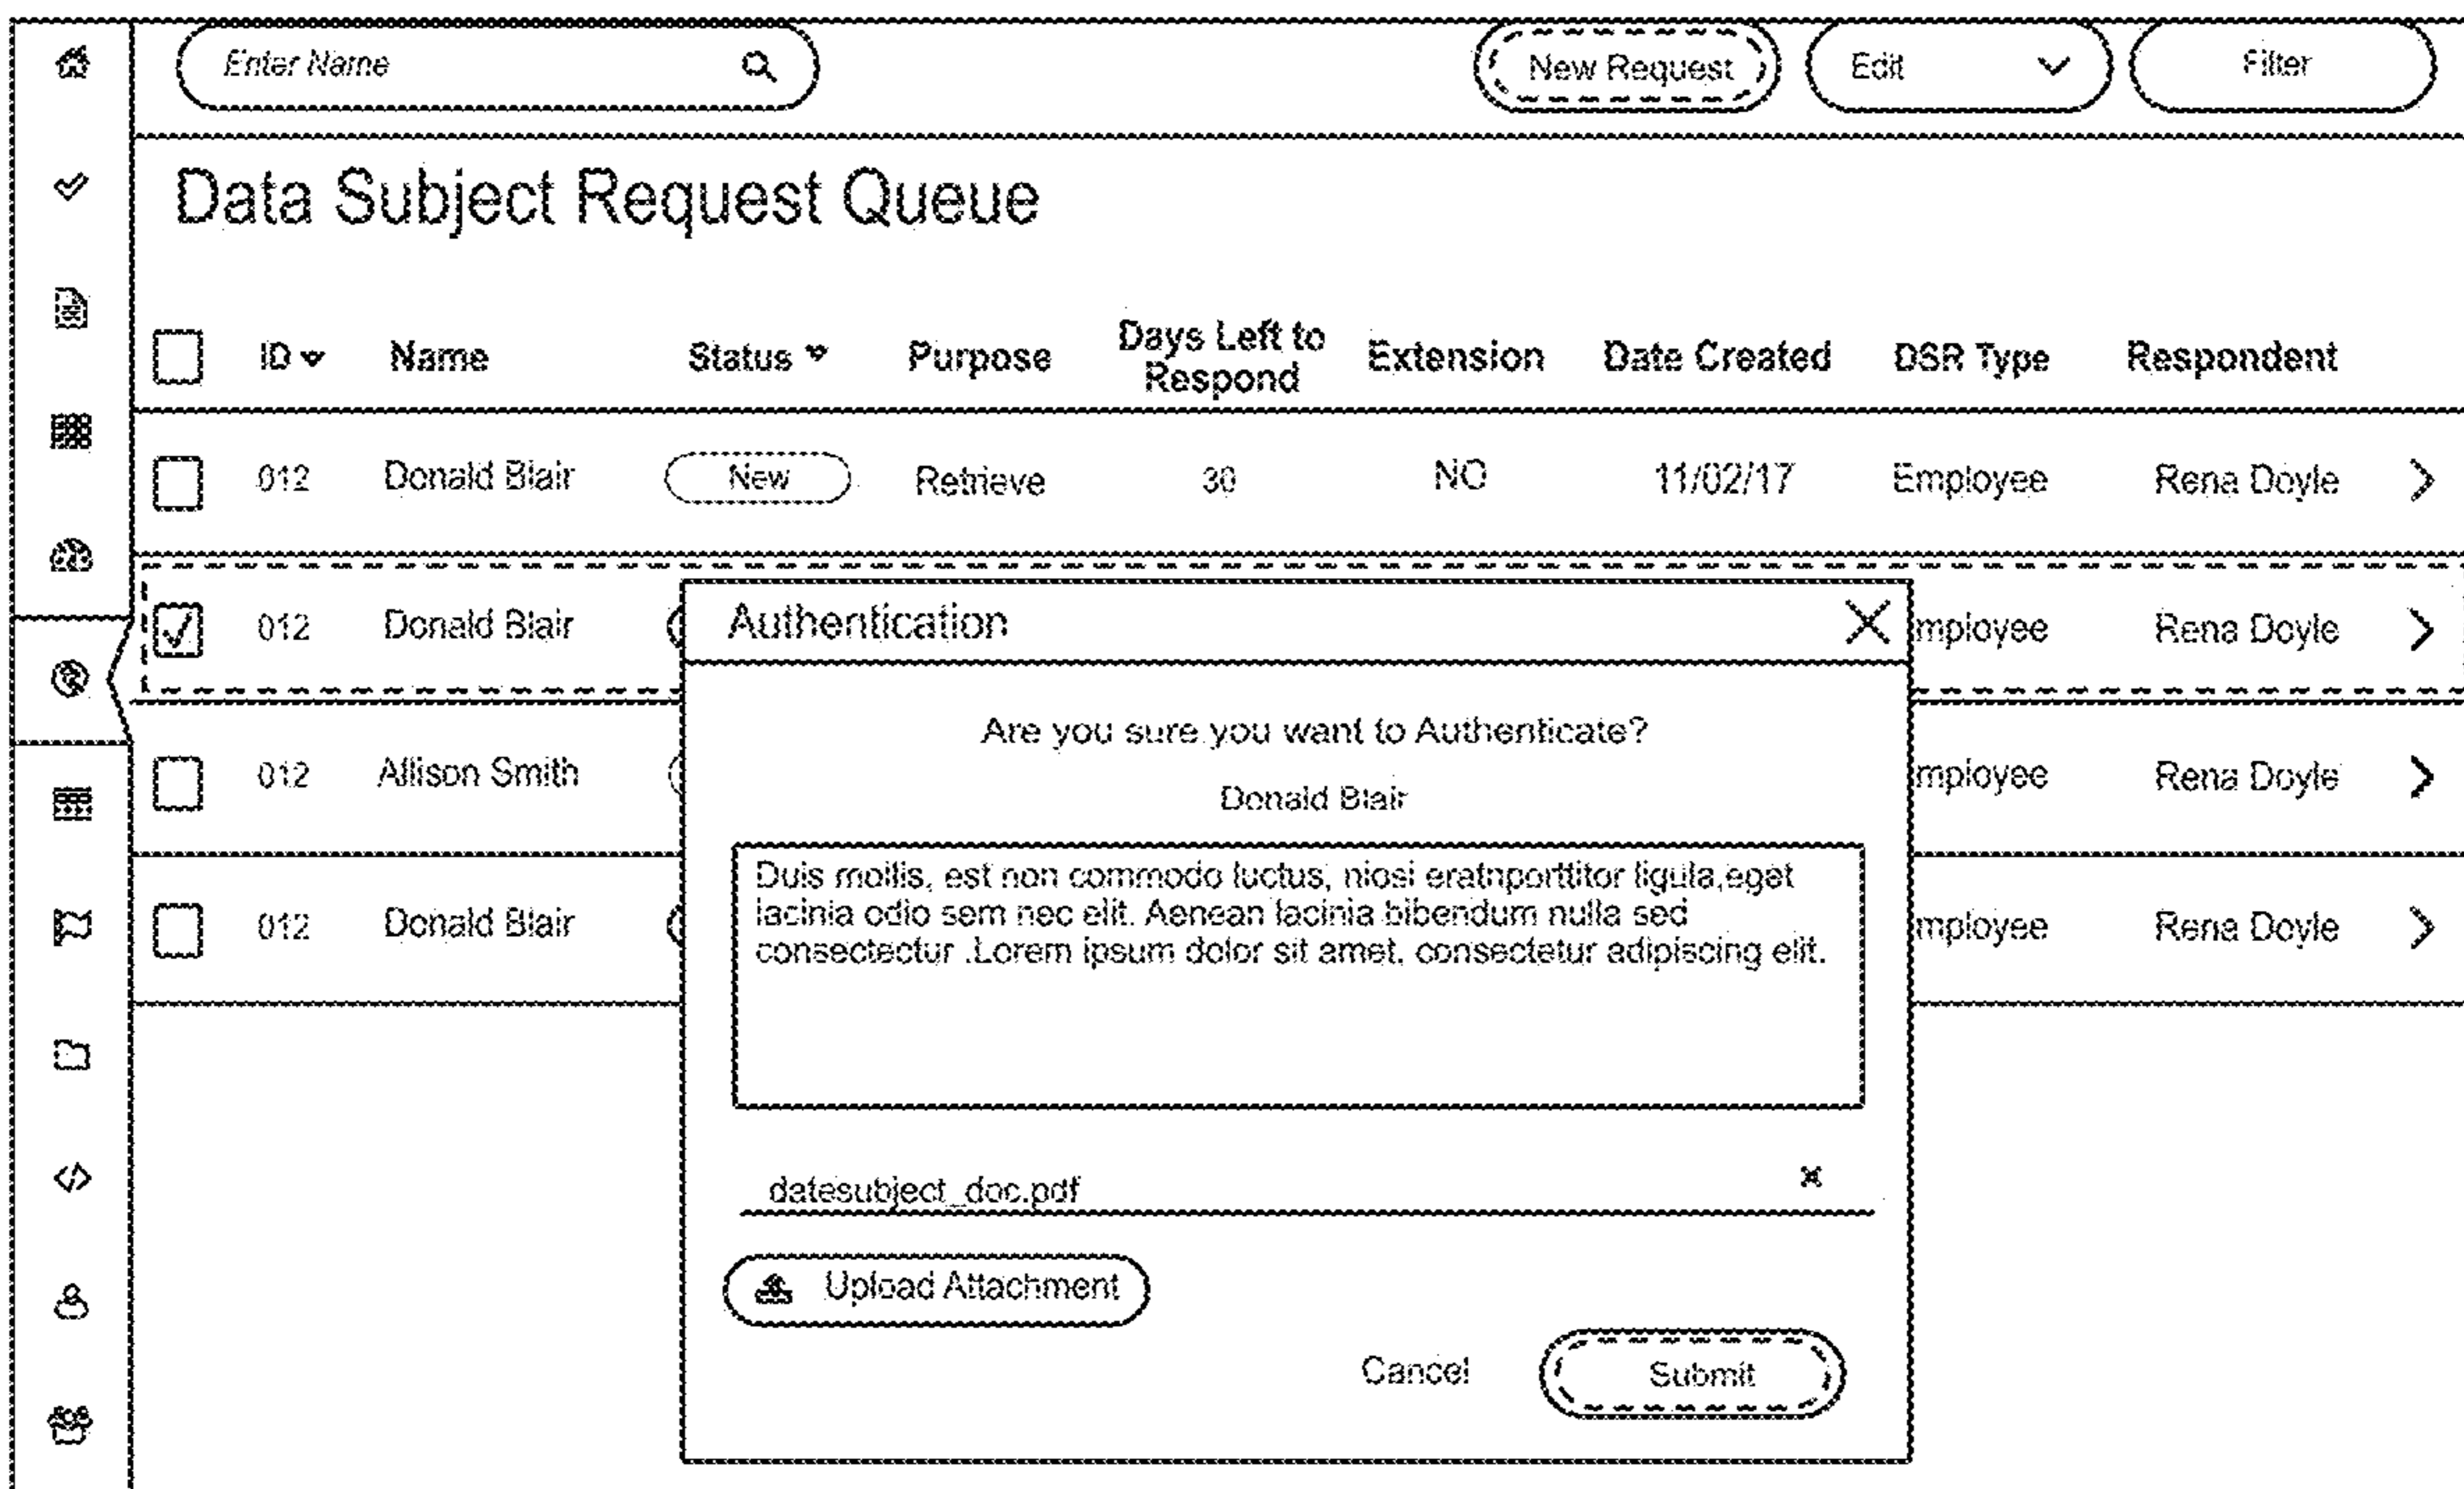 Enter Name
New Request
Edit
Filter
Data Subject Request Queue
ID Name Status Purpose Days Left to Respond Extension Date Created DSR Type Respondent
012 Donald Blair New Retrieve 30 NO 11/02/17 Employee Rena Doyle
012 Donald Blair mployee Rena Doyle
012 Allison Smith mployee Rena Doyle
012 Donald Blair mployee Rena Doyle
Authentication
Are you sure you want to Authenticate?
Donald Blair
Duis mollis, est non commodo luctus, niosi eratnporttitor ligula,eget
lacinia odio sem nec elit. Aenean lacinia bibendum nulla sed
consectectur .Lorem ipsum dolor sit amet, consectetur adipiscing elit.
datesubject_doc.pdf
Upload Attachment
Cancel
Submit